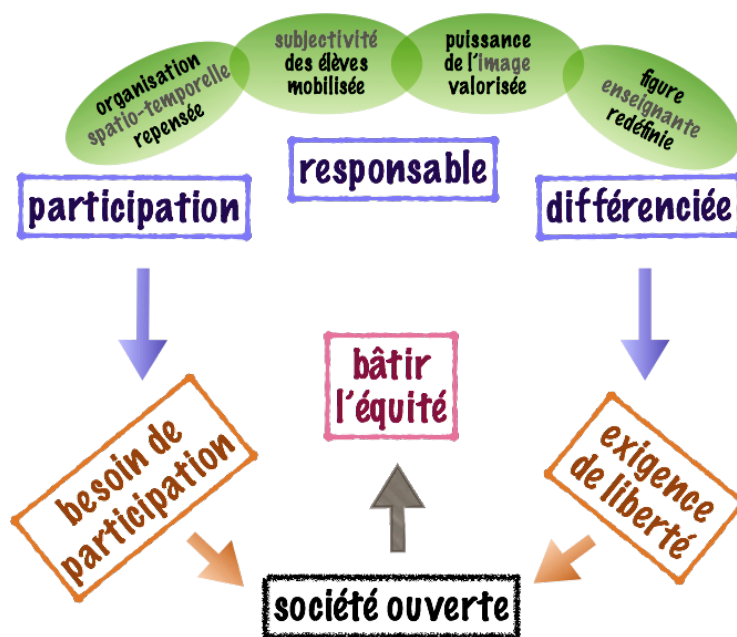 organisation
spatio-temporelle
repensée
subjectivité
des élèves
mobilisée
puissance
de l'image
valorisée
figure
enseignante
redéfinie
participation
responsable
différenciée
bâtir
l'équité
besoin de
participation
exigence
de liberté
société ouverte